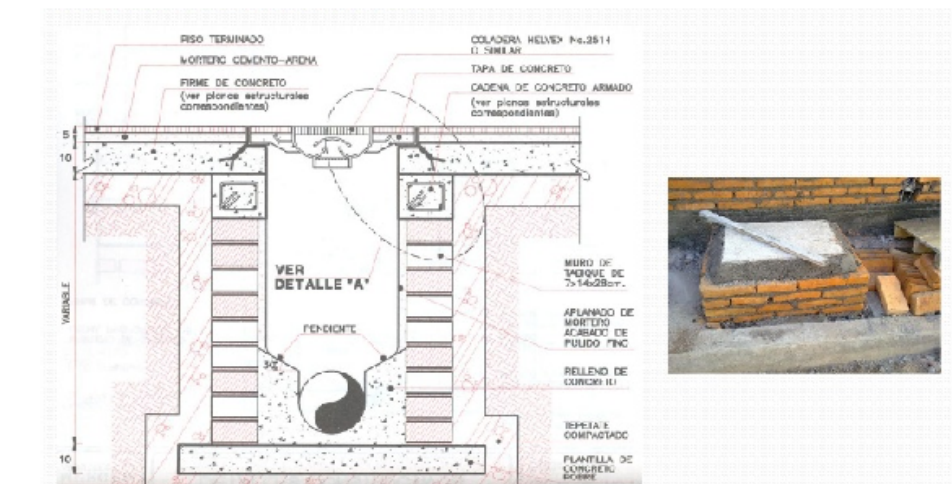 PISO TERMINADO
MORTERO CEMENTO-ARENA
FIRME DE CONCRETO
(ver planos estructurales
correspondientes)
COLADERA HELVEX No.2514
O SIMILAR
TAPA DE CONCRETO
CADENA DE CONCRETO ARMADO
(ver planos estructurales
correspondientes)
5
10
VARIABLE
10
VER
DETALLE "A"
PENDIENTE
MURO DE
TABIQUE DE
7x14x28cm.
APLANADO DE
MORTERO
ACABADO DE
PULIDO FINO
RELLENO DE
CONCRETO
TEPETATE
COMPACTADO
PLANTILLA DE
CONCRETO
POBRE